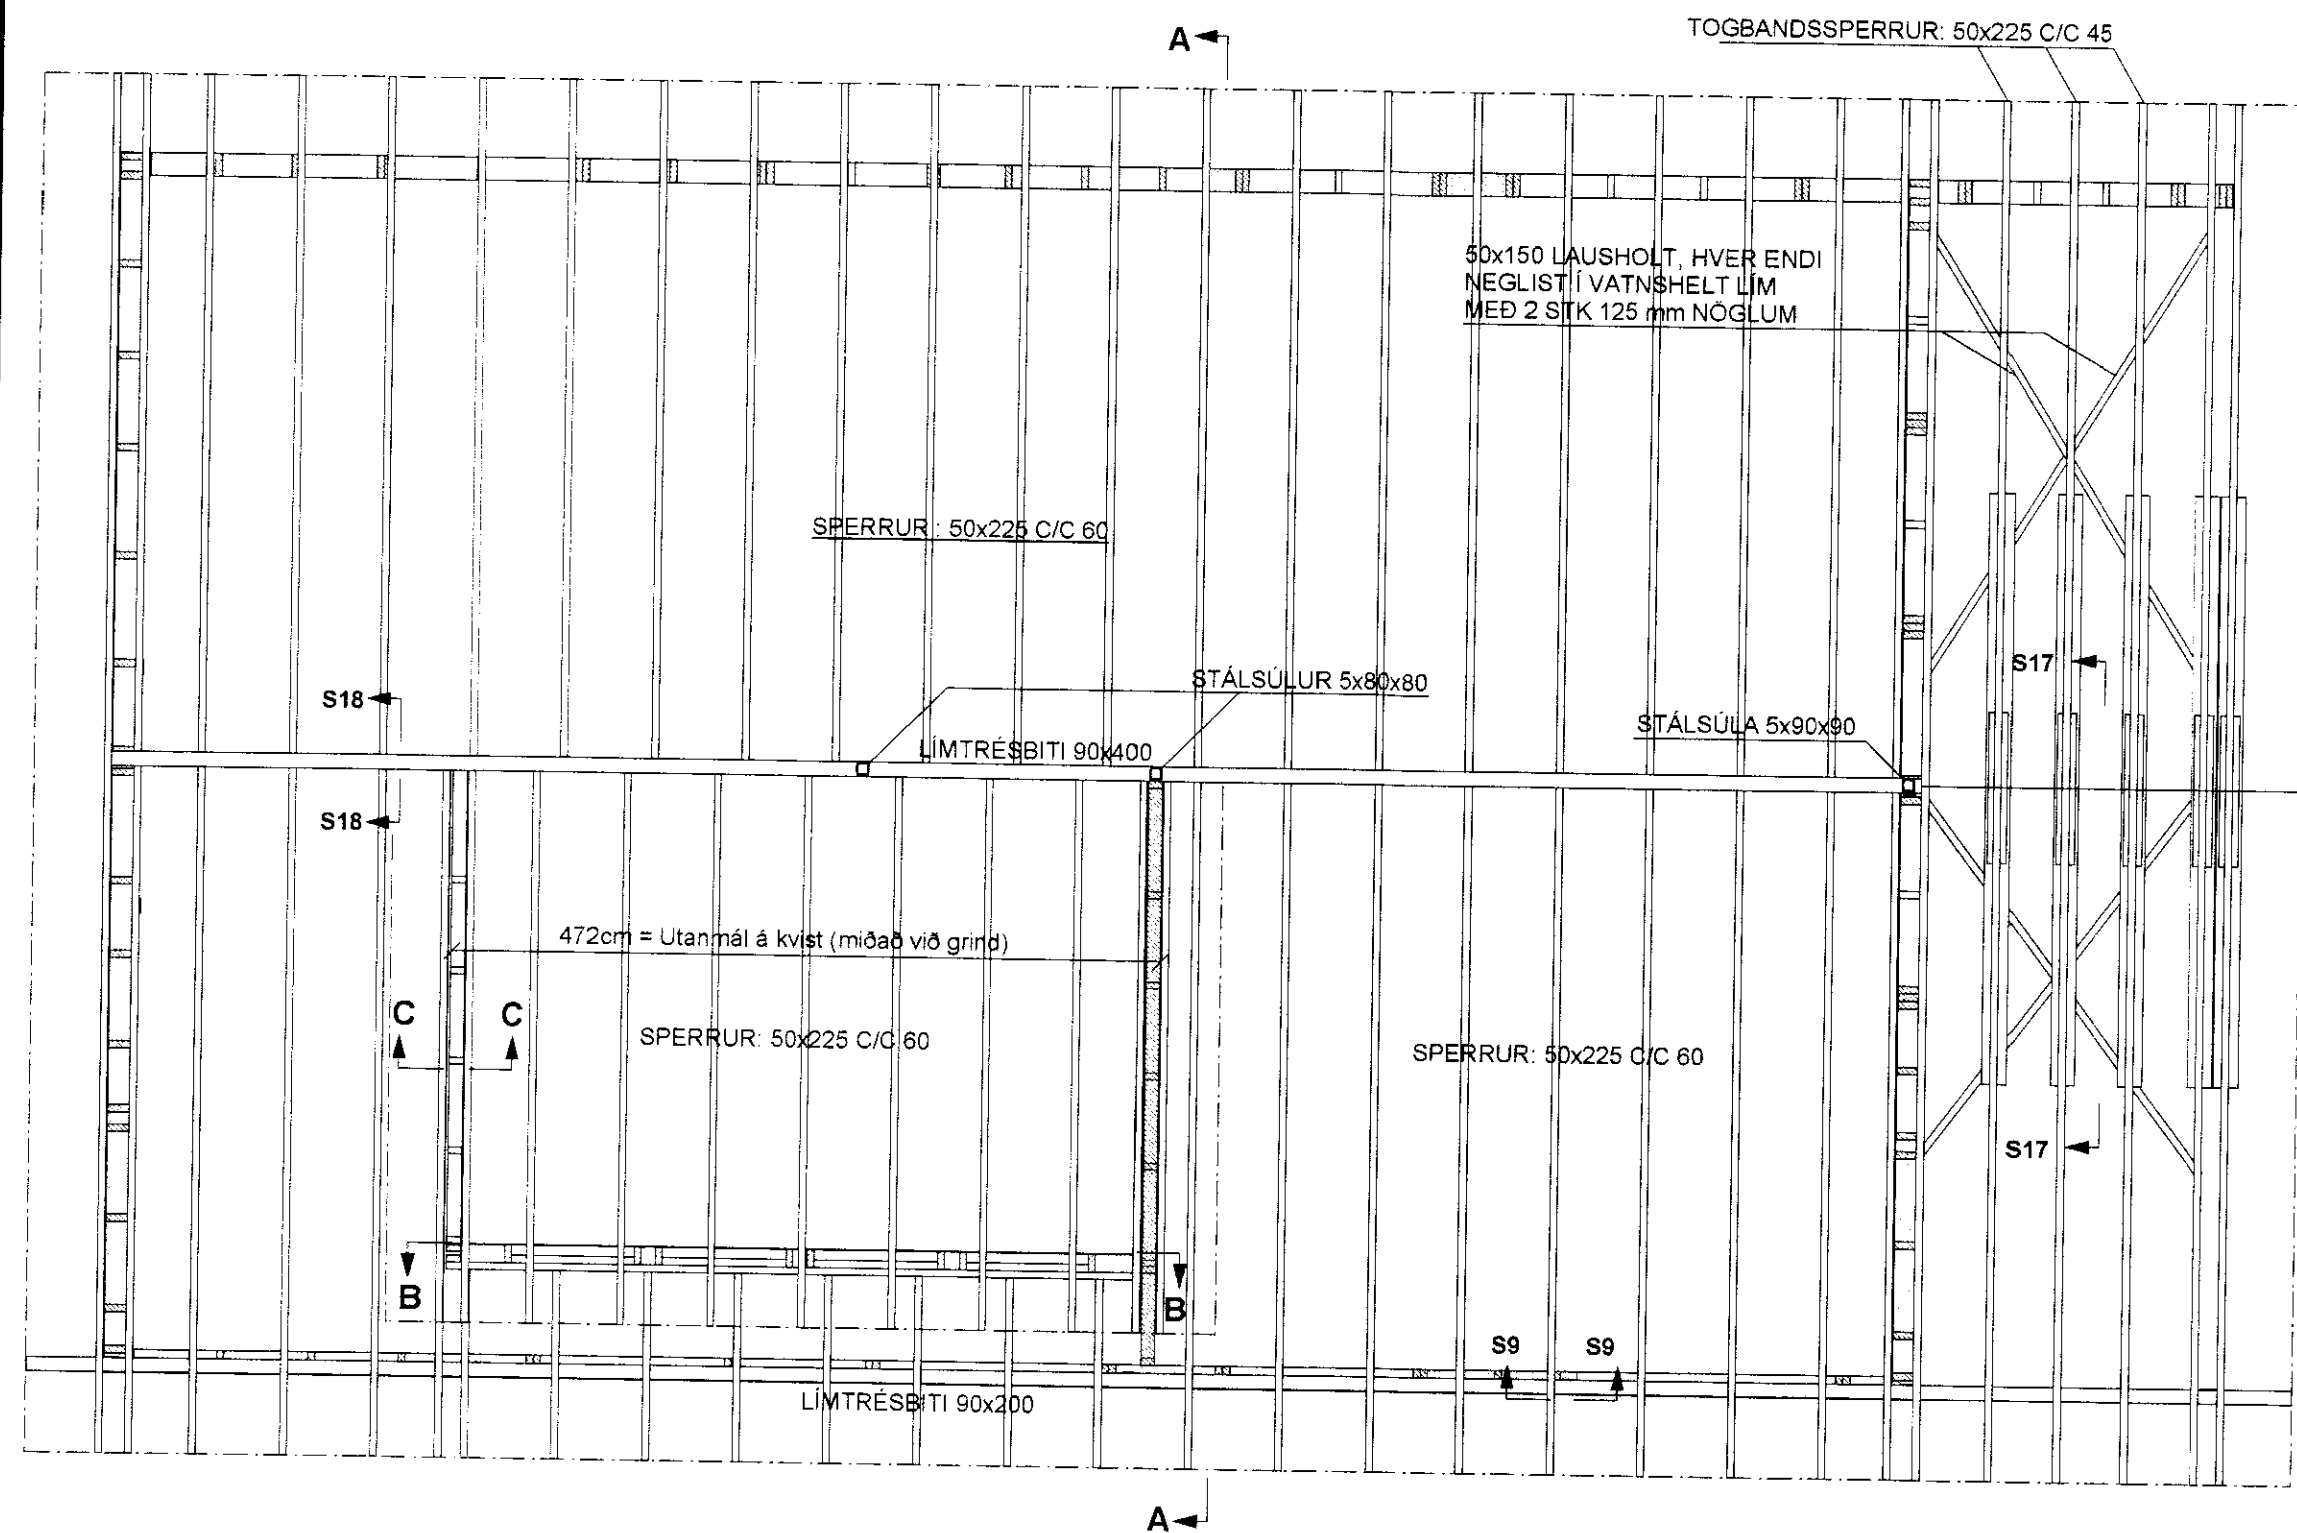 A
TOGBANDSSPERRUR: 50x225 C/C 45
50x150 LAUSHOLT, HVER ENDI
NEGLIST Í VATNSHELT LÍM
MEÐ 2 STK 125 mm NÖGLUM
SPERRUR : 50x225 C/C 60
S17
STÁLSÚLUR 5x80x80
S18
STÁLSÚLA 5x90x90
LÍMTRÉSBITI 90x400
S18
472cm = Utanmál á kvist (miðað við grind)
C
C
SPERRUR: 50x225 C/C 60
SPERRUR: 50x225 C/C 60
S17
B
B
S9
S9
LÍMTRÉSBITI 90x200
A